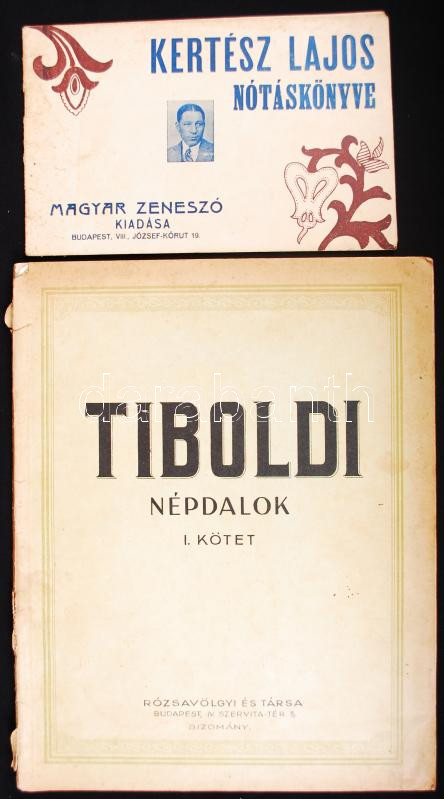 KERTÉSZ LAJOS
NÓTÁSKÖNYVE
MAGYAR ZENESZÓ
KIADÁSA
BUDAPEST, VIII., JÓZSEF-KÖRUT 19.
darabanth
TIBOLDI
NÉPDALOK
I. KÖTET
RÓZSAVÖLGYI ÉS TÁRSA
BUDAPEST, IV. SZERVITA-TÉR 5.
BIZOMÁNY.